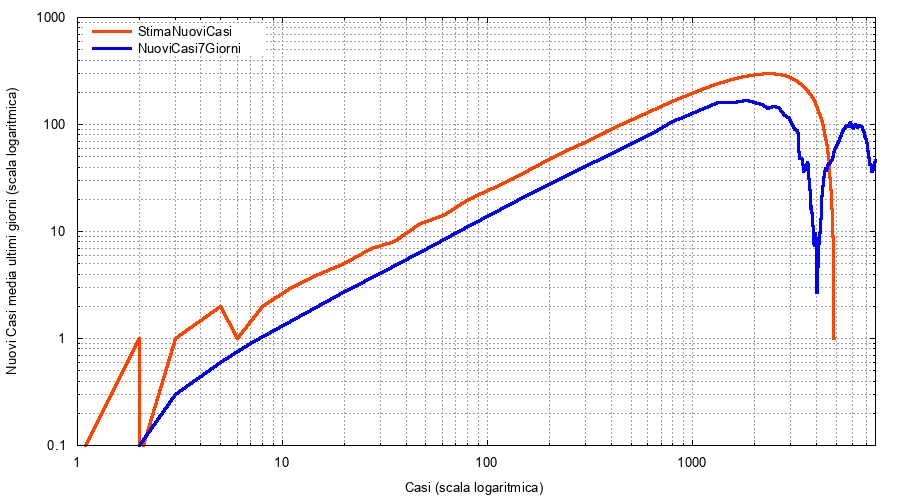 1000
StimaNuoviCasi
NuoviCasi7Giorni
100
10
1
0.1
Nuovi Casi media ultimi giorni (scala logaritmica)
1 10 100 1000
Casi (scala logaritmica)